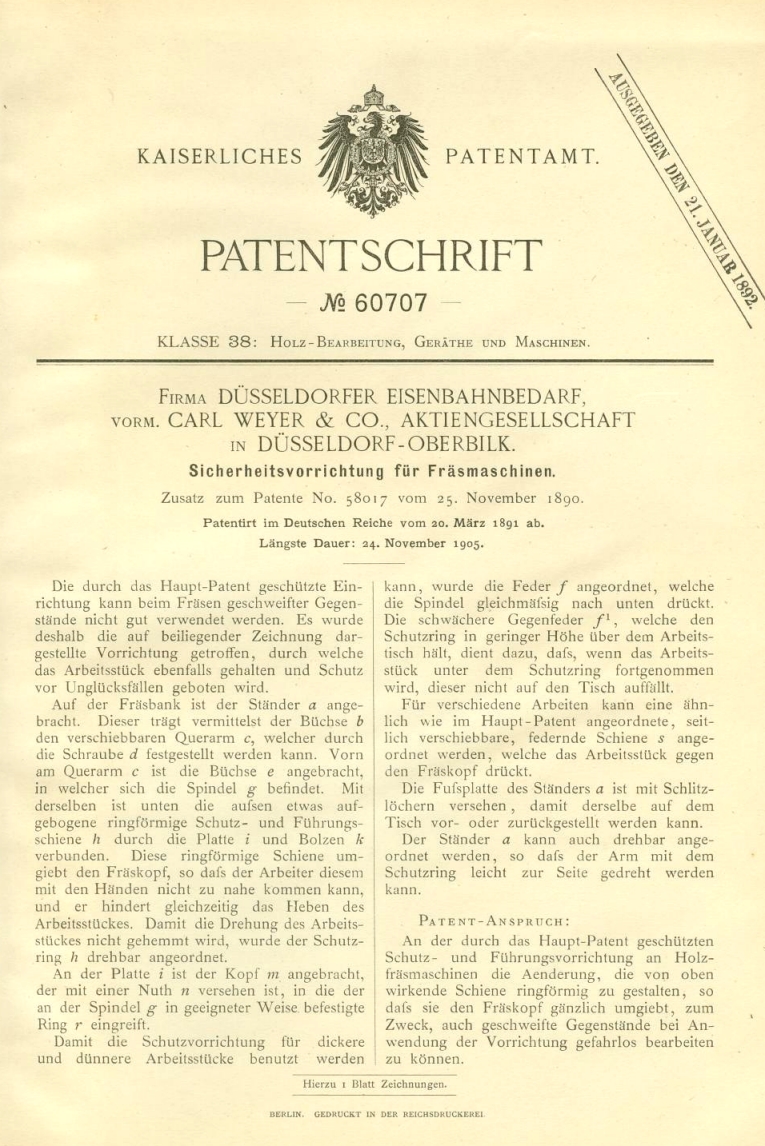 KAISERLICHES PATENTAMT.
AUSGEGEBEN DEN 21. JANUAR 1892.
PATENTSCHRIFT
— № 60707 —
KLASSE 38: HOLZ-BEARBEITUNG, GERÄTHE UND MASCHINEN.
FIRMA DÜSSELDORFER EISENBAHNBEDARF,
VORM. CARL WEYER & CO., AKTIENGESELLSCHAFT
IN DÜSSELDORF-OBERBILK.
Sicherheitsvorrichtung für Fräsmaschinen.
Zusatz zum Patente No. 58017 vom 25. November 1890.
Patentirt im Deutschen Reiche vom 20. März 1891 ab.
Längste Dauer: 24. November 1905.
Die durch das Haupt-Patent geschützte Ein-
richtung kann beim Fräsen geschweifter Gegen-
stände nicht gut verwendet werden. Es wurde
deshalb die auf beiliegender Zeichnung dar-
gestellte Vorrichtung getroffen, durch welche
das Arbeitsstück ebenfalls gehalten und Schutz
vor Unglücksfällen geboten wird.
Auf der Fräsbank ist der Ständer a ange-
bracht. Dieser trägt vermittelst der Büchse b
den verschiebbaren Querarm c, welcher durch
die Schraube d festgestellt werden kann. Vorn
am Querarm c ist die Büchse e angebracht,
in welcher sich die Spindel g befindet. Mit
derselben ist unten die aufsen etwas auf-
gebogene ringförmige Schutz- und Führungs-
schiene h durch die Platte i und Bolzen k
verbunden. Diese ringförmige Schiene um-
giebt den Fräskopf, so dafs der Arbeiter diesem
mit den Händen nicht zu nahe kommen kann,
und er hindert gleichzeitig das Heben des
Arbeitsstückes. Damit die Drehung des Arbeits-
stückes nicht gehemmt wird, wurde der Schutz-
ring h drehbar angeordnet.
An der Platte i ist der Kopf m angebracht,
der mit einer Nuth n versehen ist, in die der
an der Spindel g in geeigneter Weise befestigte
Ring r eingreift.
Damit die Schutzvorrichtung für dickere
und dünnere Arbeitsstücke benutzt werden
kann, wurde die Feder f angeordnet, welche
die Spindel gleichmäfsig nach unten drückt.
Die schwächere Gegenfeder f¹, welche den
Schutzring in geringer Höhe über dem Arbeits-
tisch hält, dient dazu, dafs, wenn das Arbeits-
stück unter dem Schutzring fortgenommen
wird, dieser nicht auf den Tisch auffällt.
Für verschiedene Arbeiten kann eine ähn-
lich wie im Haupt-Patent angeordnete, seit-
lich verschiebbare, federnde Schiene s ange-
ordnet werden, welche das Arbeitsstück gegen
den Fräskopf drückt.
Die Fufsplatte des Ständers a ist mit Schlitz-
löchern versehen, damit derselbe auf dem
Tisch vor- oder zurückgestellt werden kann.
Der Ständer a kann auch drehbar ange-
ordnet werden, so dafs der Arm mit dem
Schutzring leicht zur Seite gedreht werden
kann.
PATENT-ANSPRUCH:
An der durch das Haupt-Patent geschützten
Schutz- und Führungsvorrichtung an Holz-
fräsmaschinen die Aenderung, die von oben
wirkende Schiene ringförmig zu gestalten, so
dafs sie den Fräskopf gänzlich umgiebt, zum
Zweck, auch geschweifte Gegenstände bei An-
wendung der Vorrichtung gefahrlos bearbeiten
zu können.
Hierzu 1 Blatt Zeichnungen.
BERLIN. GEDRUCKT IN DER REICHSDRUCKEREI.